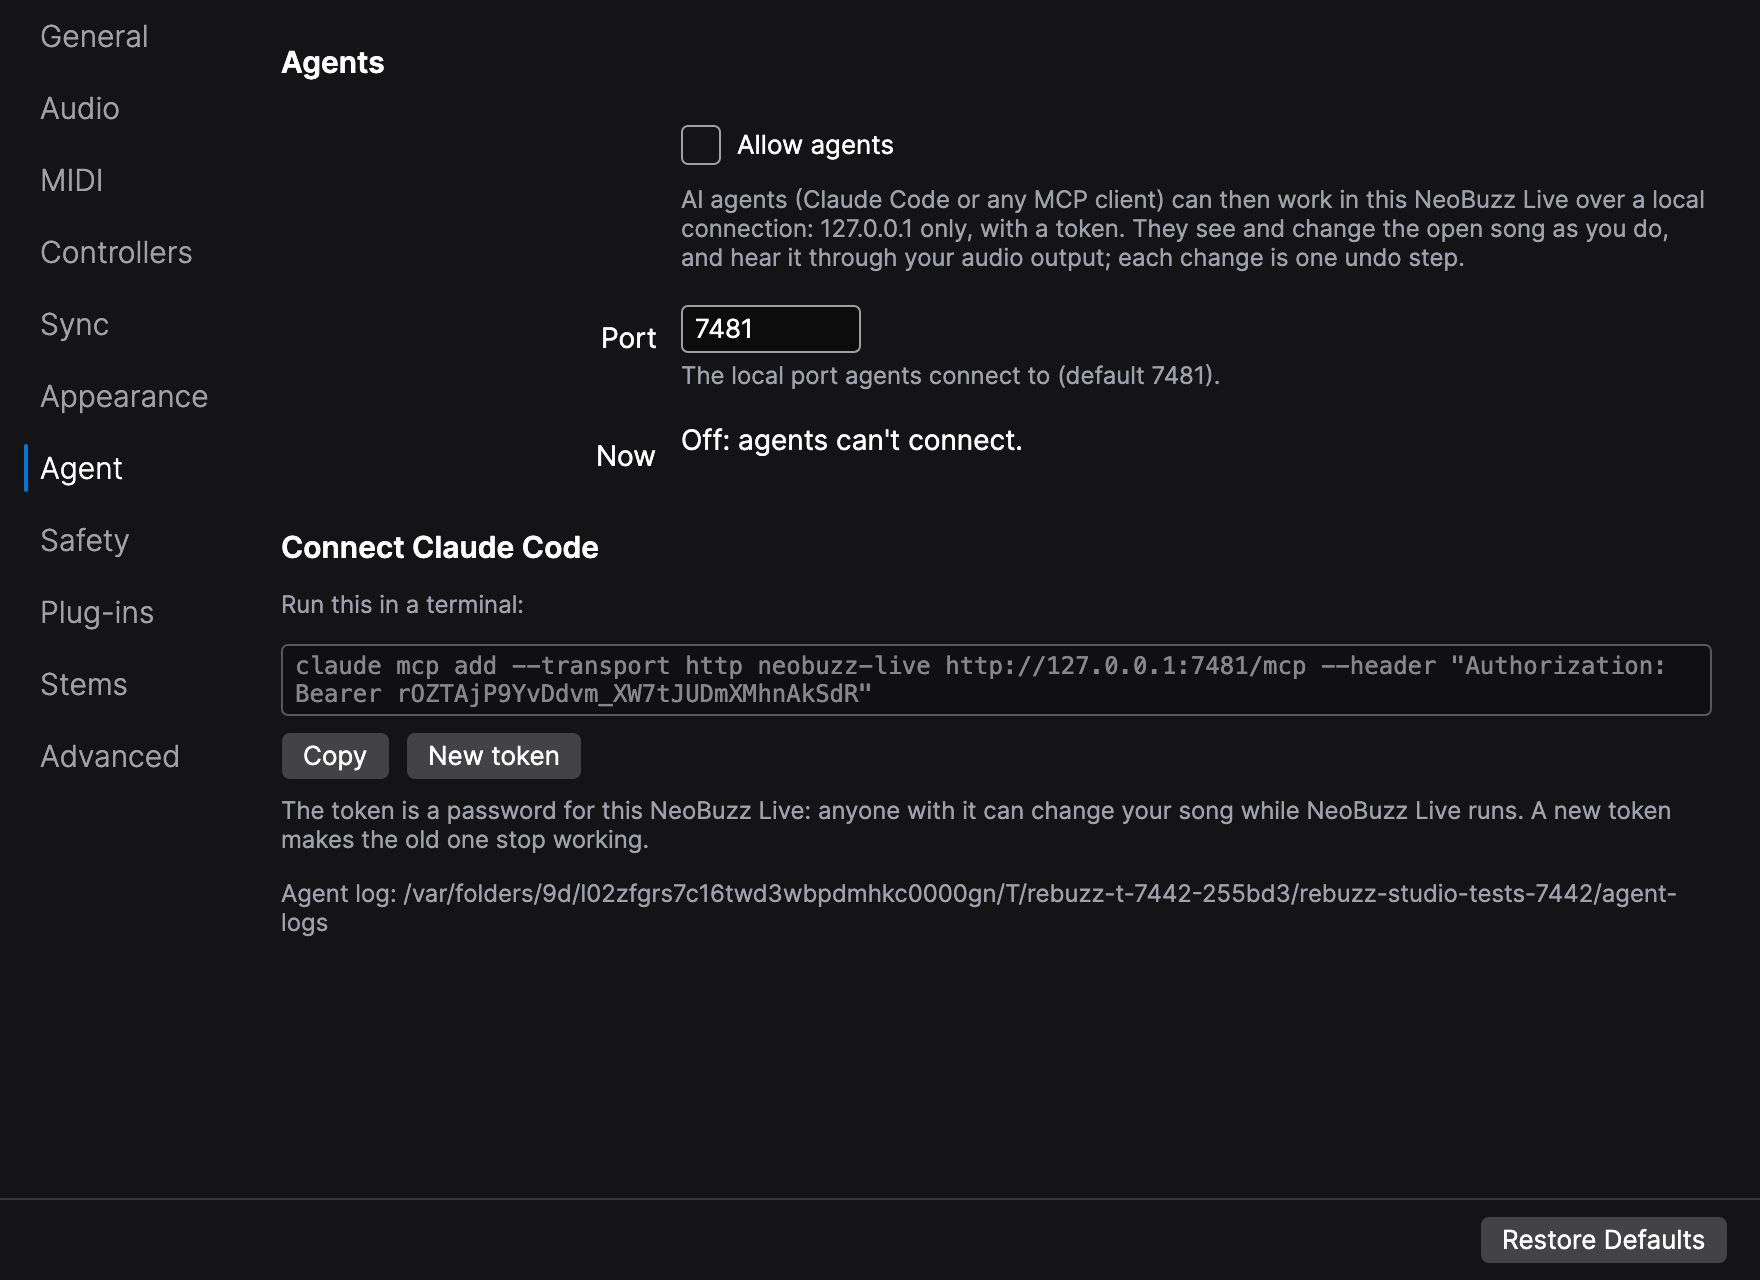 General
Audio
MIDI
Controllers
Sync
Appearance
Agent
Safety
Plug-ins
Stems
Advanced
Agents
Allow agents
AI agents (Claude Code or any MCP client) can then work in this NeoBuzz Live over a local
connection: 127.0.0.1 only, with a token. They see and change the open song as you do,
and hear it through your audio output; each change is one undo step.
Port
7481
The local port agents connect to (default 7481).
Now
Off: agents can't connect.
Connect Claude Code
Run this in a terminal:
claude mcp add --transport http neobuzz-live http://127.0.0.1:7481/mcp --header "Authorization:
Bearer rOZTAjP9YvDdvm_XW7tJUDmXMhnAkSdR"
Copy
New token
The token is a password for this NeoBuzz Live: anyone with it can change your song while NeoBuzz Live runs. A new token
makes the old one stop working.
Agent log: /var/folders/9d/l02zfgrs7c16twd3wbpdmhkc0000gn/T/rebuzz-t-7442-255bd3/rebuzz-studio-tests-7442/agent-
logs
Restore Defaults